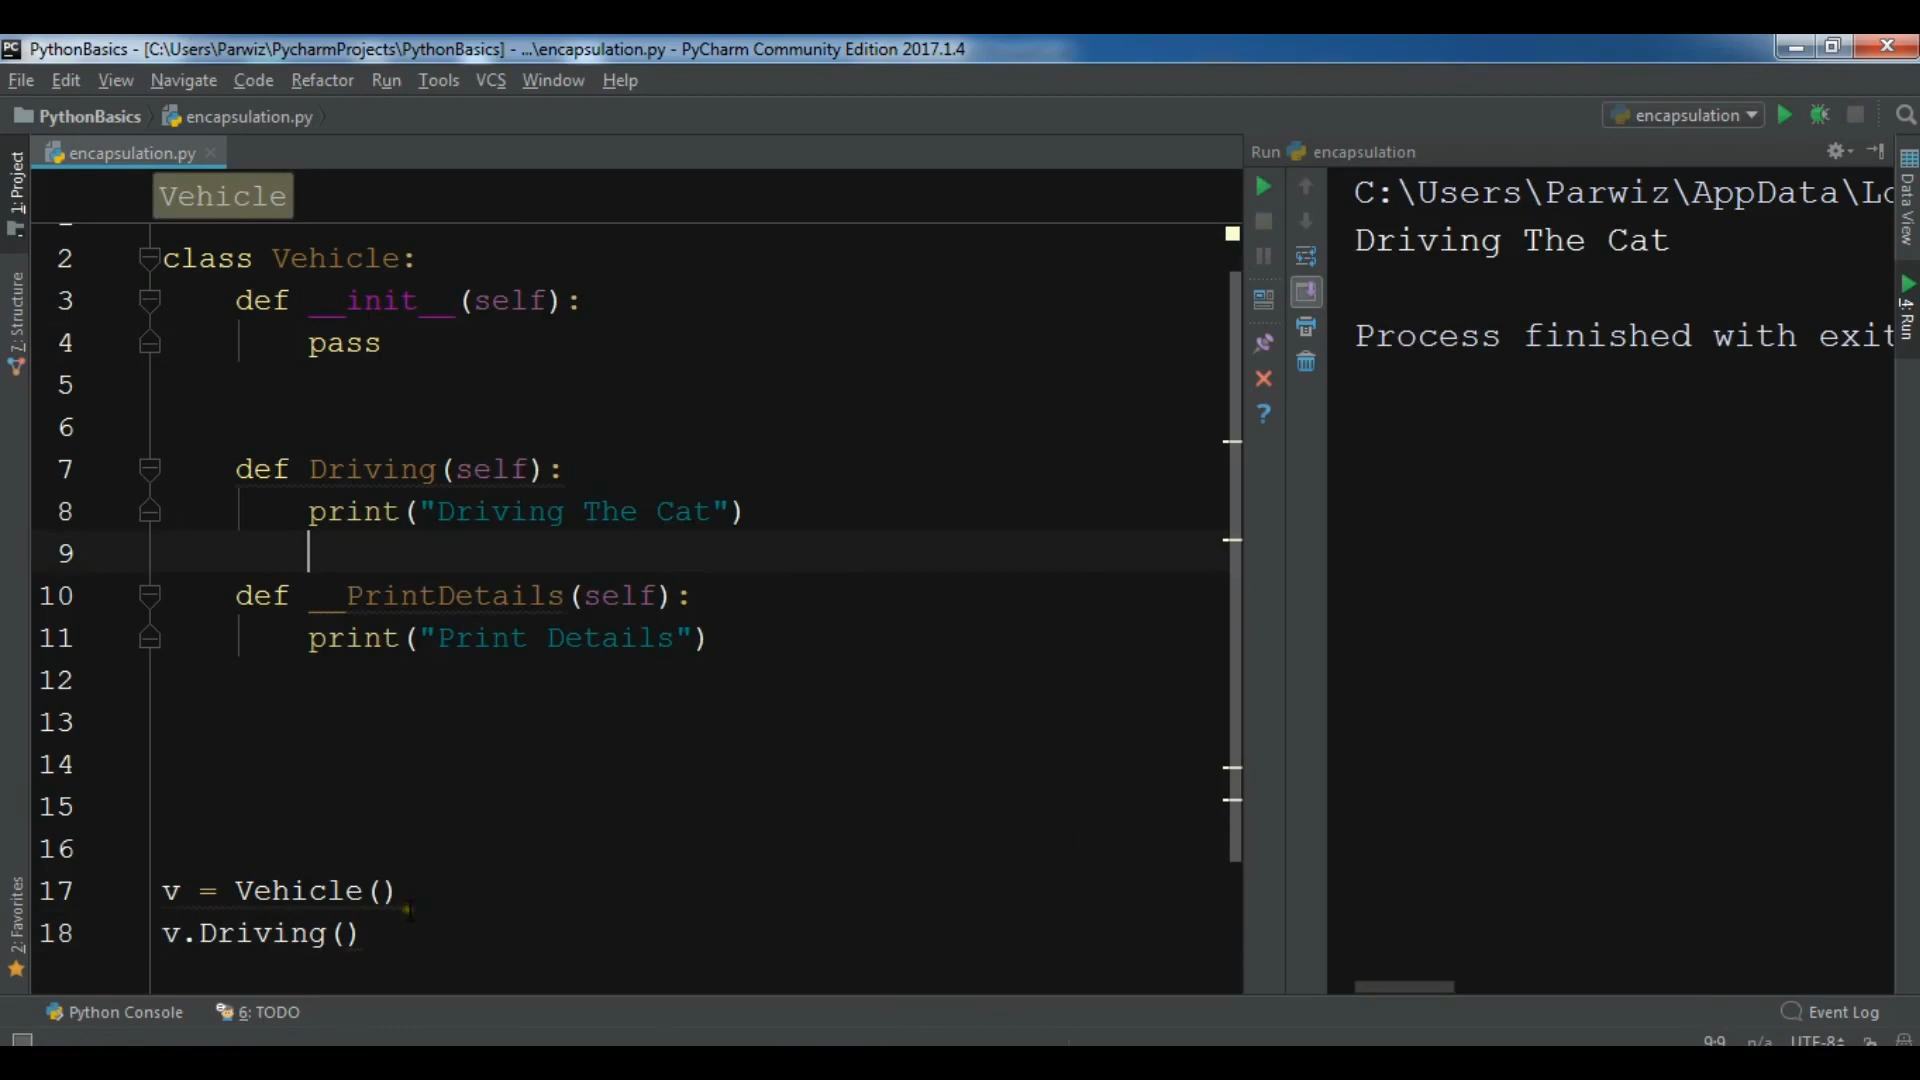 PythonBasics - [C:\Users\Parwiz\PycharmProjects\PythonBasics] - ...\encapsulation.py - PyCharm Community Edition 2017.1.4
File Edit View Navigate Code Refactor Run Tools VCS Window Help
PythonBasics encapsulation.py encapsulation
encapsulation.py Run encapsulation
1: Project
7: Structure
2: Favorites
Vehicle
2 class Vehicle:
3 def __init__(self):
4 pass
5
6
7 def Driving(self):
8 print("Driving The Cat")
9
10 def __PrintDetails(self):
11 print("Print Details")
12
13
14
15
16
17 v = Vehicle()
18 v.Driving()
C:\Users\Parwiz\AppData\Lo
Driving The Cat
Process finished with exit
Data View
4: Run
Python Console 6: TODO Event Log
9:9 n/a UTF-8